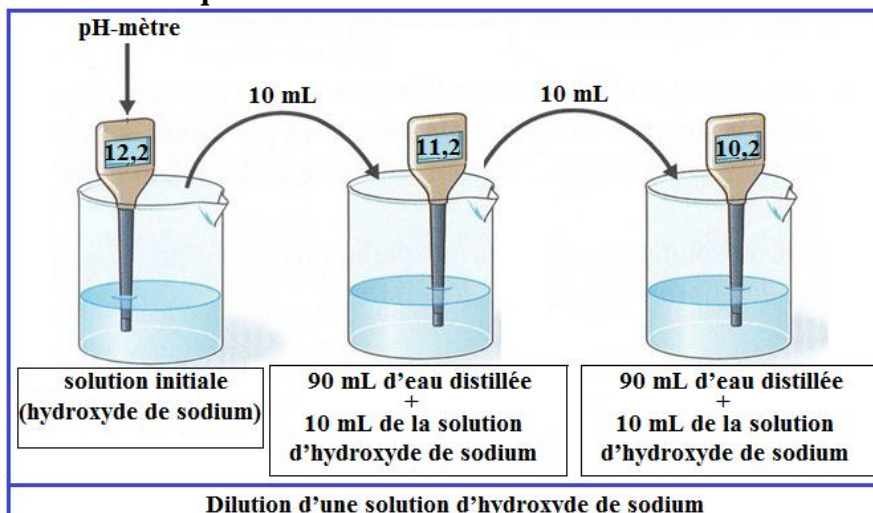 pH-mètre
10 mL
10 mL
12,2
11,2
10,2
solution initiale
(hydroxyde de sodium)
90 mL d'eau distillée
+
10 mL de la solution
d'hydroxyde de sodium
90 mL d'eau distillée
+
10 mL de la solution
d'hydroxyde de sodium
Dilution d'une solution d'hydroxyde de sodium